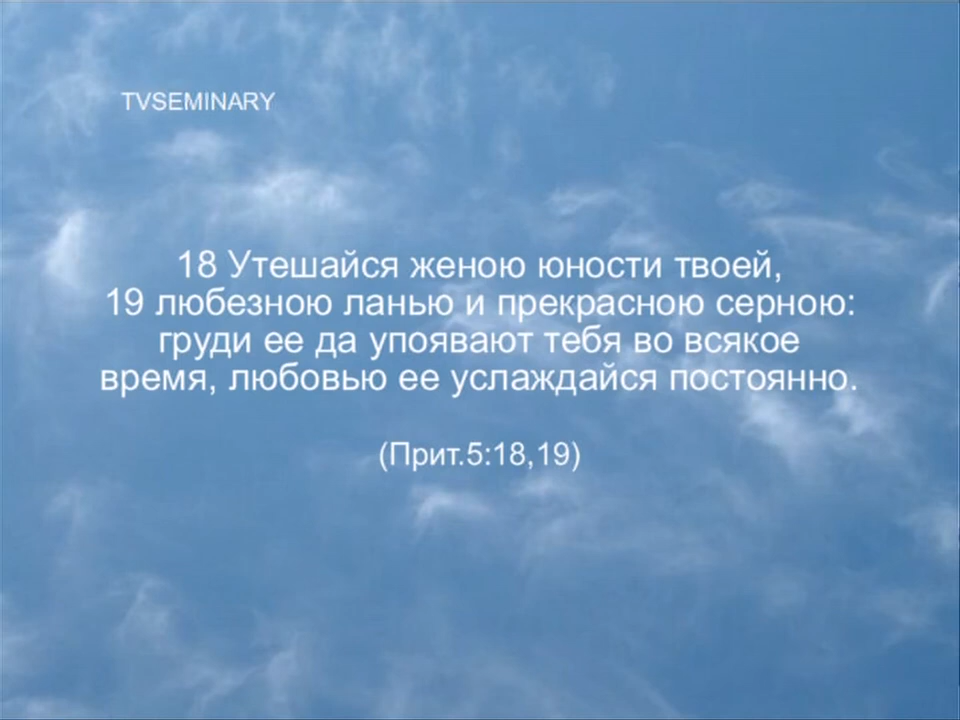 TVSEMINARY
18 Утешайся женою юности твоей,
19 любезною ланью и прекрасною серною:
груди ее да упоявают тебя во всякое
время, любовью ее услаждайся постоянно.
(Прит.5:18,19)